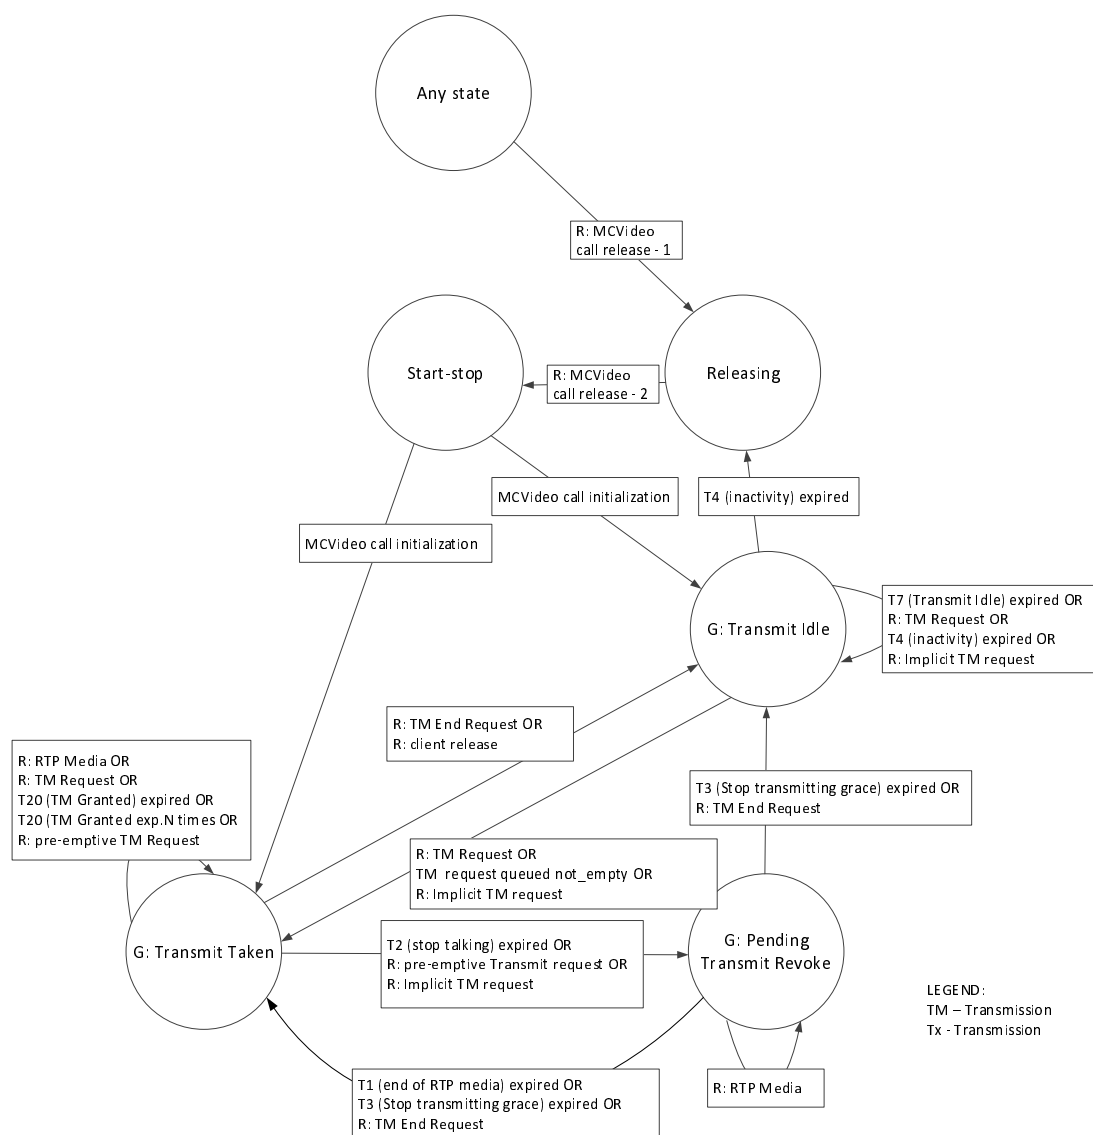 Any state
R: MCVideo
call release - 1
Start-stop
R: MCVideo
call release - 2
Releasing
MCVideo call initialization
T4 (inactivity) expired
MCVideo call initialization
G: Transmit Idle
T7 (Transmit Idle) expired OR
R: TM Request OR
T4 (inactivity) expired OR
R: Implicit TM request
R: TM End Request OR
R: client release
R: RTP Media OR
R: TM Request OR
T20 (TM Granted) expired OR
T20 (TM Granted exp.N times OR
R: pre-emptive TM Request
T3 (Stop transmitting grace) expired OR
R: TM End Request
R: TM Request OR
TM request queued not_empty OR
R: Implicit TM request
G: Transmit Taken
T2 (stop talking) expired OR
R: pre-emptive Transmit request OR
R: Implicit TM request
G: Pending
Transmit Revoke
LEGEND:
TM – Transmission
Tx - Transmission
T1 (end of RTP media) expired OR
T3 (Stop transmitting grace) expired OR
R: TM End Request
R: RTP Media